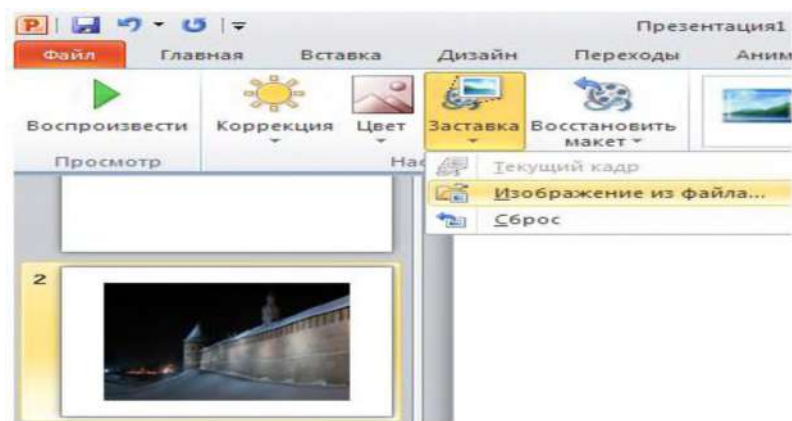 Презентация1
Файл Главная Вставка Дизайн Переходы Аним
Воспроизвести Коррекция Цвет Заставка Восстановить макет
Просмотр Нас
Текущий кадр
Изображение из файла...
Сброс
2